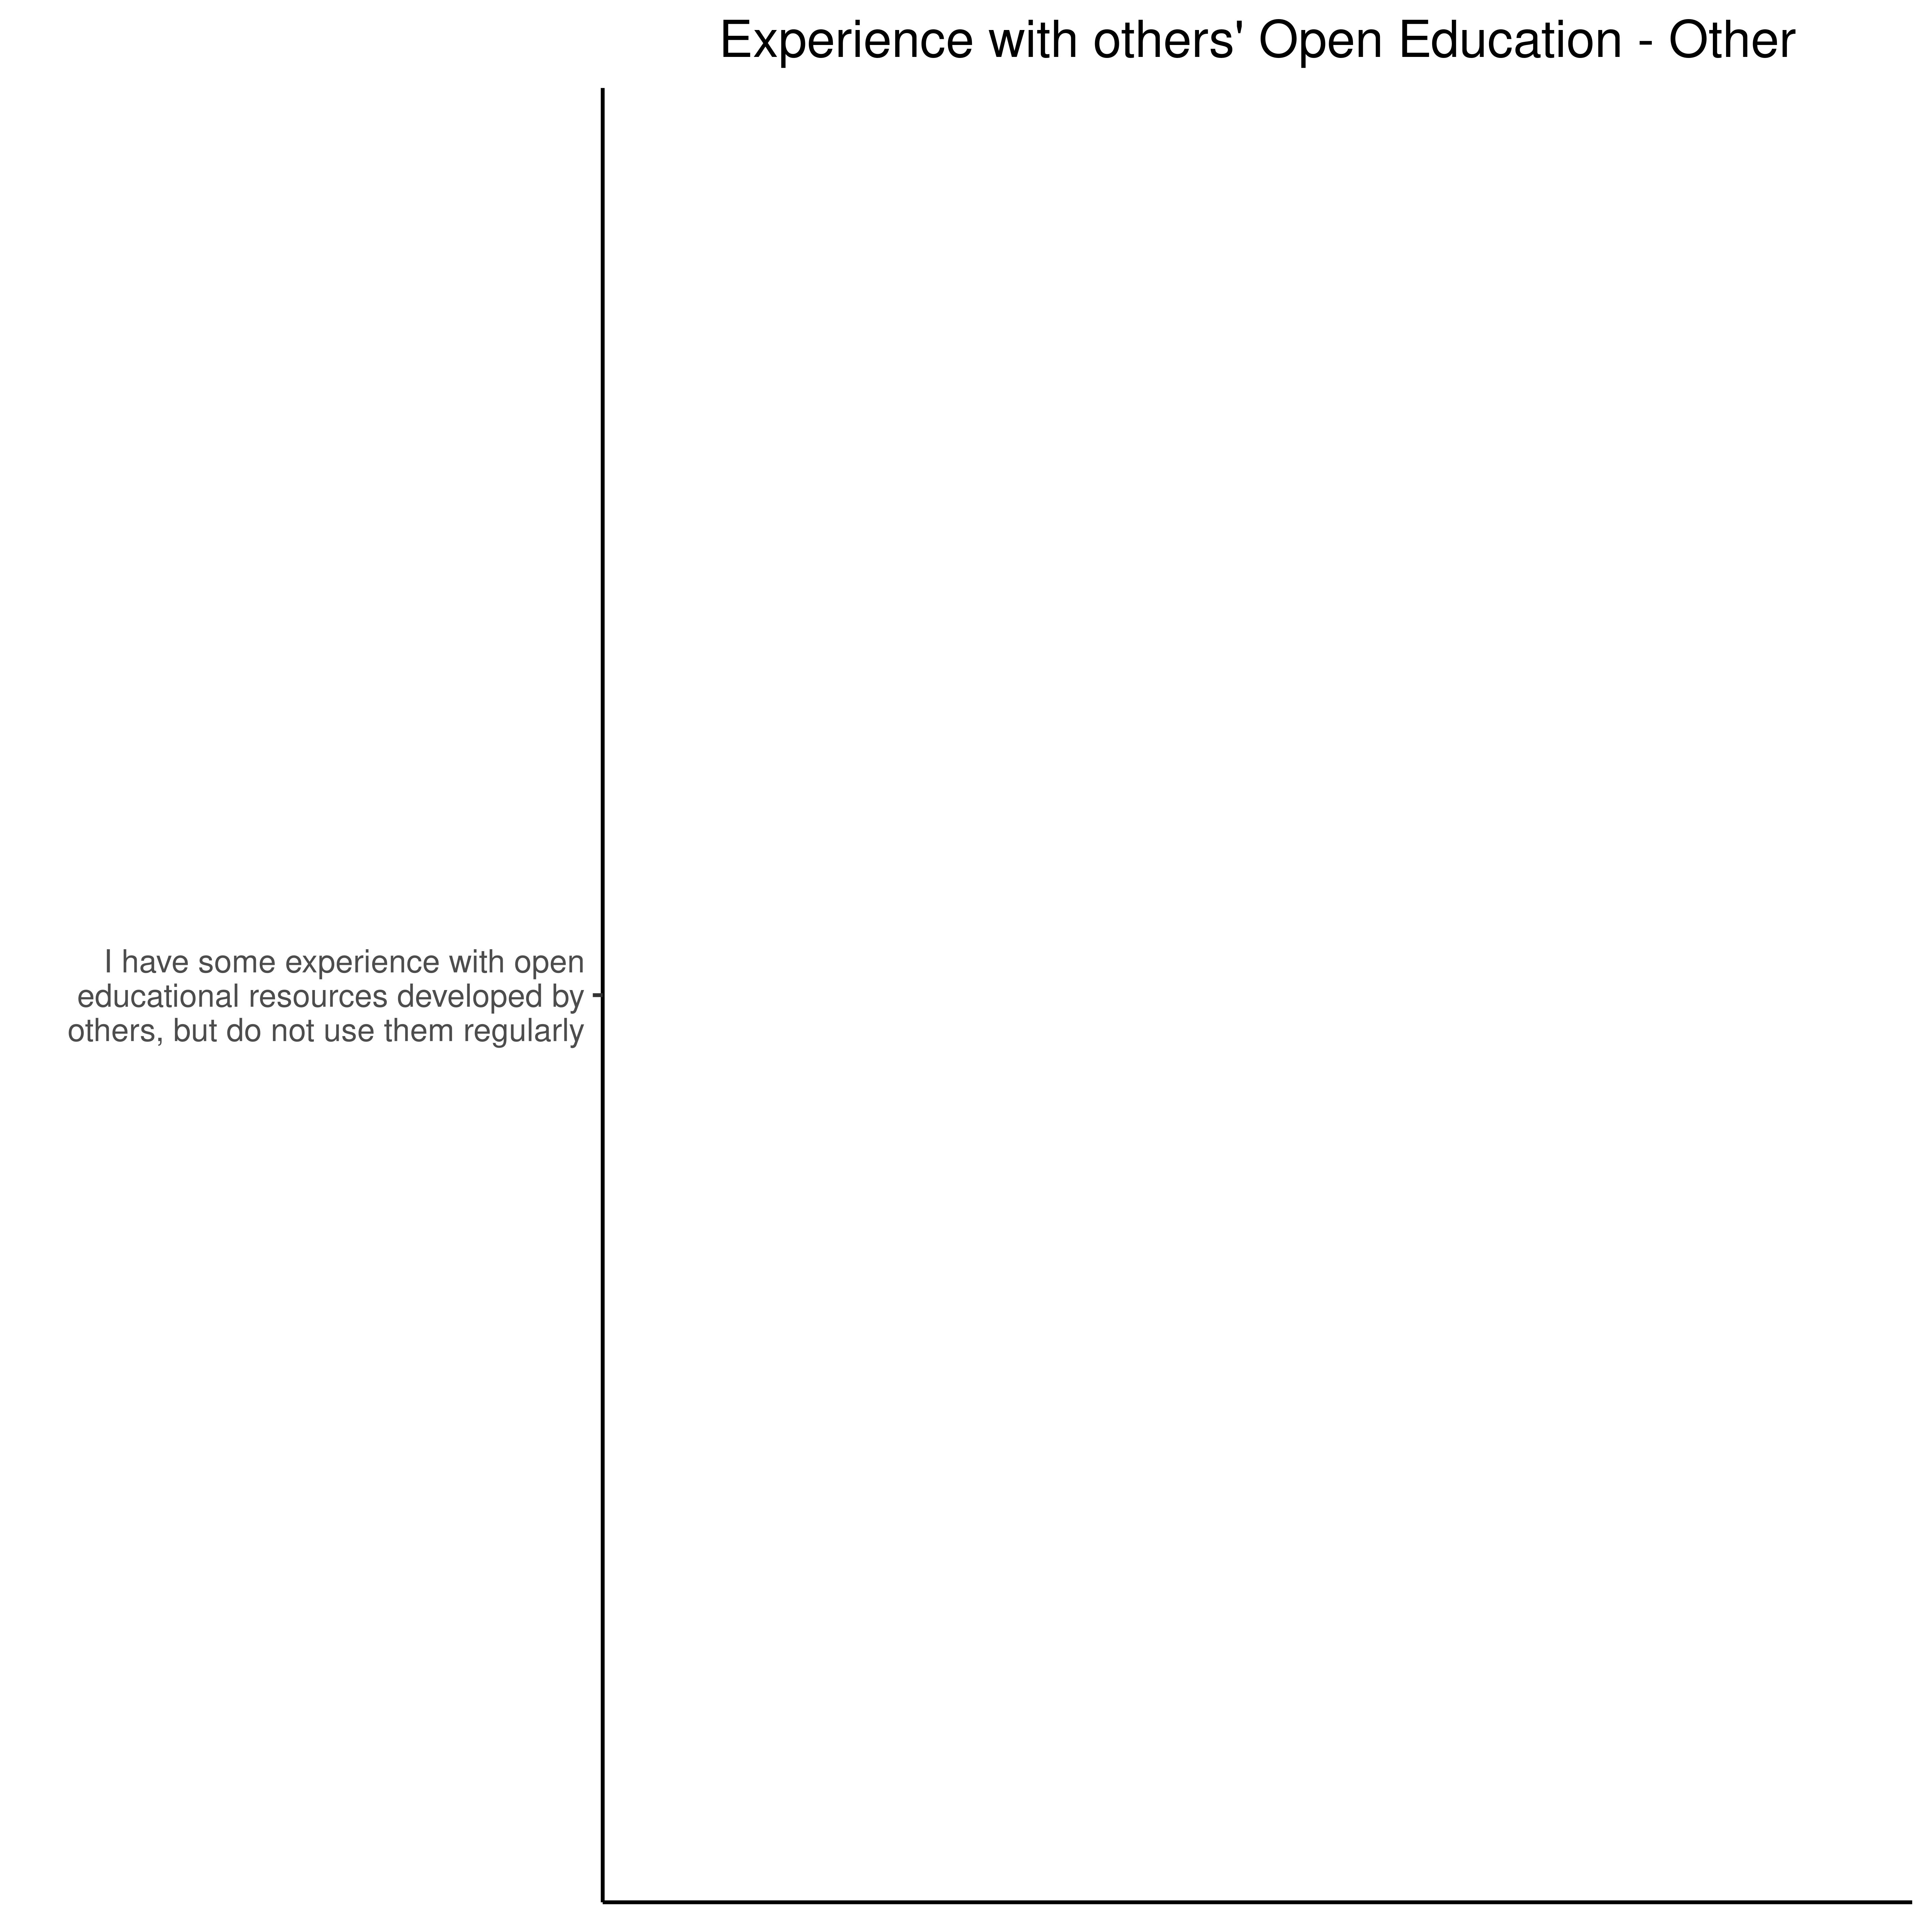 Experience with others' Open Education - Other
I have some experience with open
educational resources developed by
others, but do not use them regularly